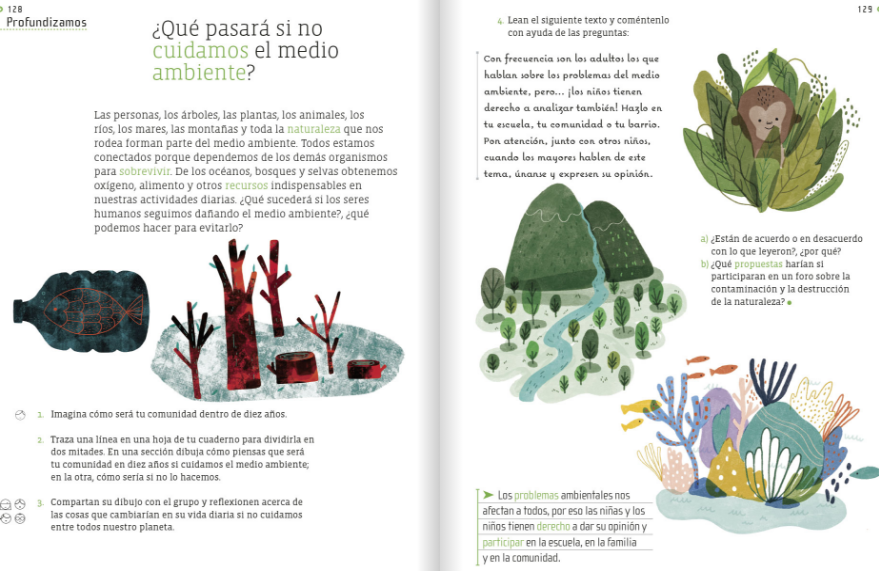 128
Profundizamos
¿Qué pasará si no
cuidamos el medio
ambiente?
Las personas, los árboles, las plantas, los animales, los
ríos, los mares, las montañas y toda la naturaleza que nos
rodea forman parte del medio ambiente. Todos estamos
conectados porque dependemos de los demás organismos
para sobrevivir. De los océanos, bosques y selvas obtenemos
oxígeno, alimento y otros recursos indispensables en
nuestras actividades diarias. ¿Qué sucederá si los seres
humanos seguimos dañando el medio ambiente?, ¿qué
podemos hacer para evitarlo?
1. Imagina cómo será tu comunidad dentro de diez años.
2. Traza una línea en una hoja de tu cuaderno para dividirla en
dos mitades. En una sección dibuja cómo piensas que será
tu comunidad en diez años si cuidamos el medio ambiente;
en la otra, cómo sería si no lo hacemos.
3. Compartan su dibujo con el grupo y reflexionen acerca de
las cosas que cambiarían en su vida diaria si no cuidamos
entre todos nuestro planeta.
129
4. Lean el siguiente texto y coméntenlo
con ayuda de las preguntas:
Con frecuencia son los adultos los que
hablan sobre los problemas del medio
ambiente, pero... ¡los niños tienen
derecho a analizar también! Hazlo en
tu escuela, tu comunidad o tu barrio.
Pon atención, junto con otros niños,
cuando los mayores hablen de este
tema, únanse y expresen su opinión.
a) ¿Están de acuerdo o en desacuerdo
con lo que leyeron?, ¿por qué?
b) ¿Qué propuestas harían si
participaran en un foro sobre la
contaminación y la destrucción
de la naturaleza?
Los problemas ambientales nos
afectan a todos, por eso las niñas y los
niños tienen derecho a dar su opinión y
participar en la escuela, en la familia
y en la comunidad.